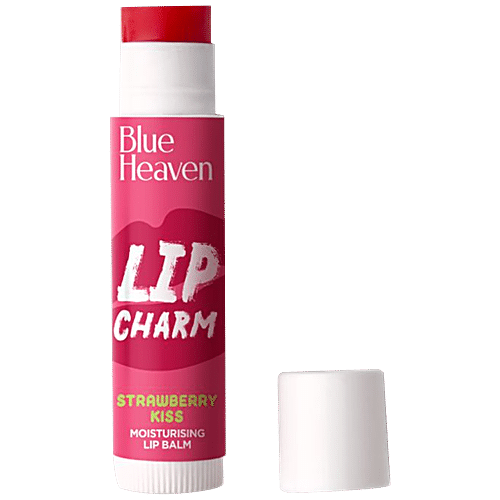 Blue
Heaven
LIP
CHARM
STRAWBERRY
KISS
MOISTURISING
LIP BALM